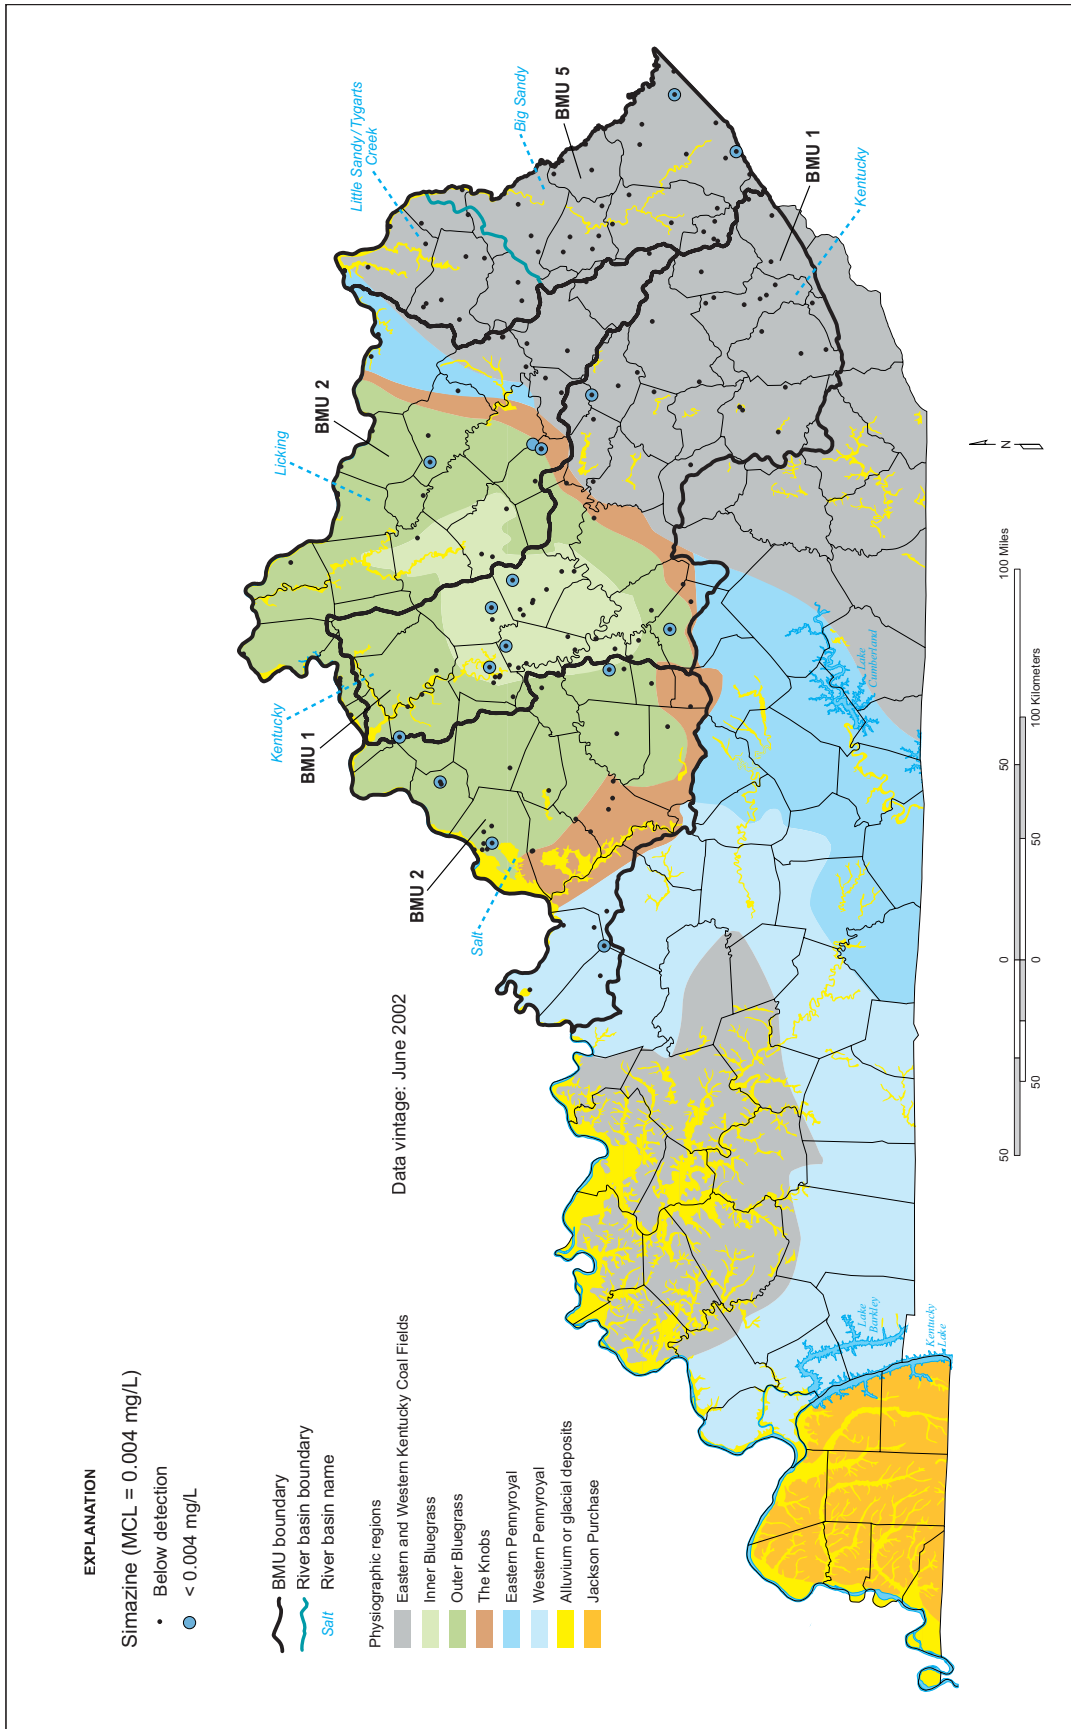 EXPLANATION
Simazine (MCL = 0.004 mg/L)
Below detection
< 0.004 mg/L
BMU boundary
River basin boundary
Salt
River basin name
Physiographic regions
Eastern and Western Kentucky Coal Fields
Inner Bluegrass
Outer Bluegrass
The Knobs
Eastern Pennyroyal
Western Pennyroyal
Alluvium or glacial deposits
Jackson Purchase
Data vintage: June 2002
Little Sandy/Tygarts
Creek
Big Sandy
BMU 5
BMU 1
Kentucky
BMU 2
Licking
Kentucky
BMU 1
BMU 2
Salt
Lake
Cumberland
Lake
Barkley
Kentucky
Lake
N
50
0
50
100 Miles
50
0
50
100 Kilometers